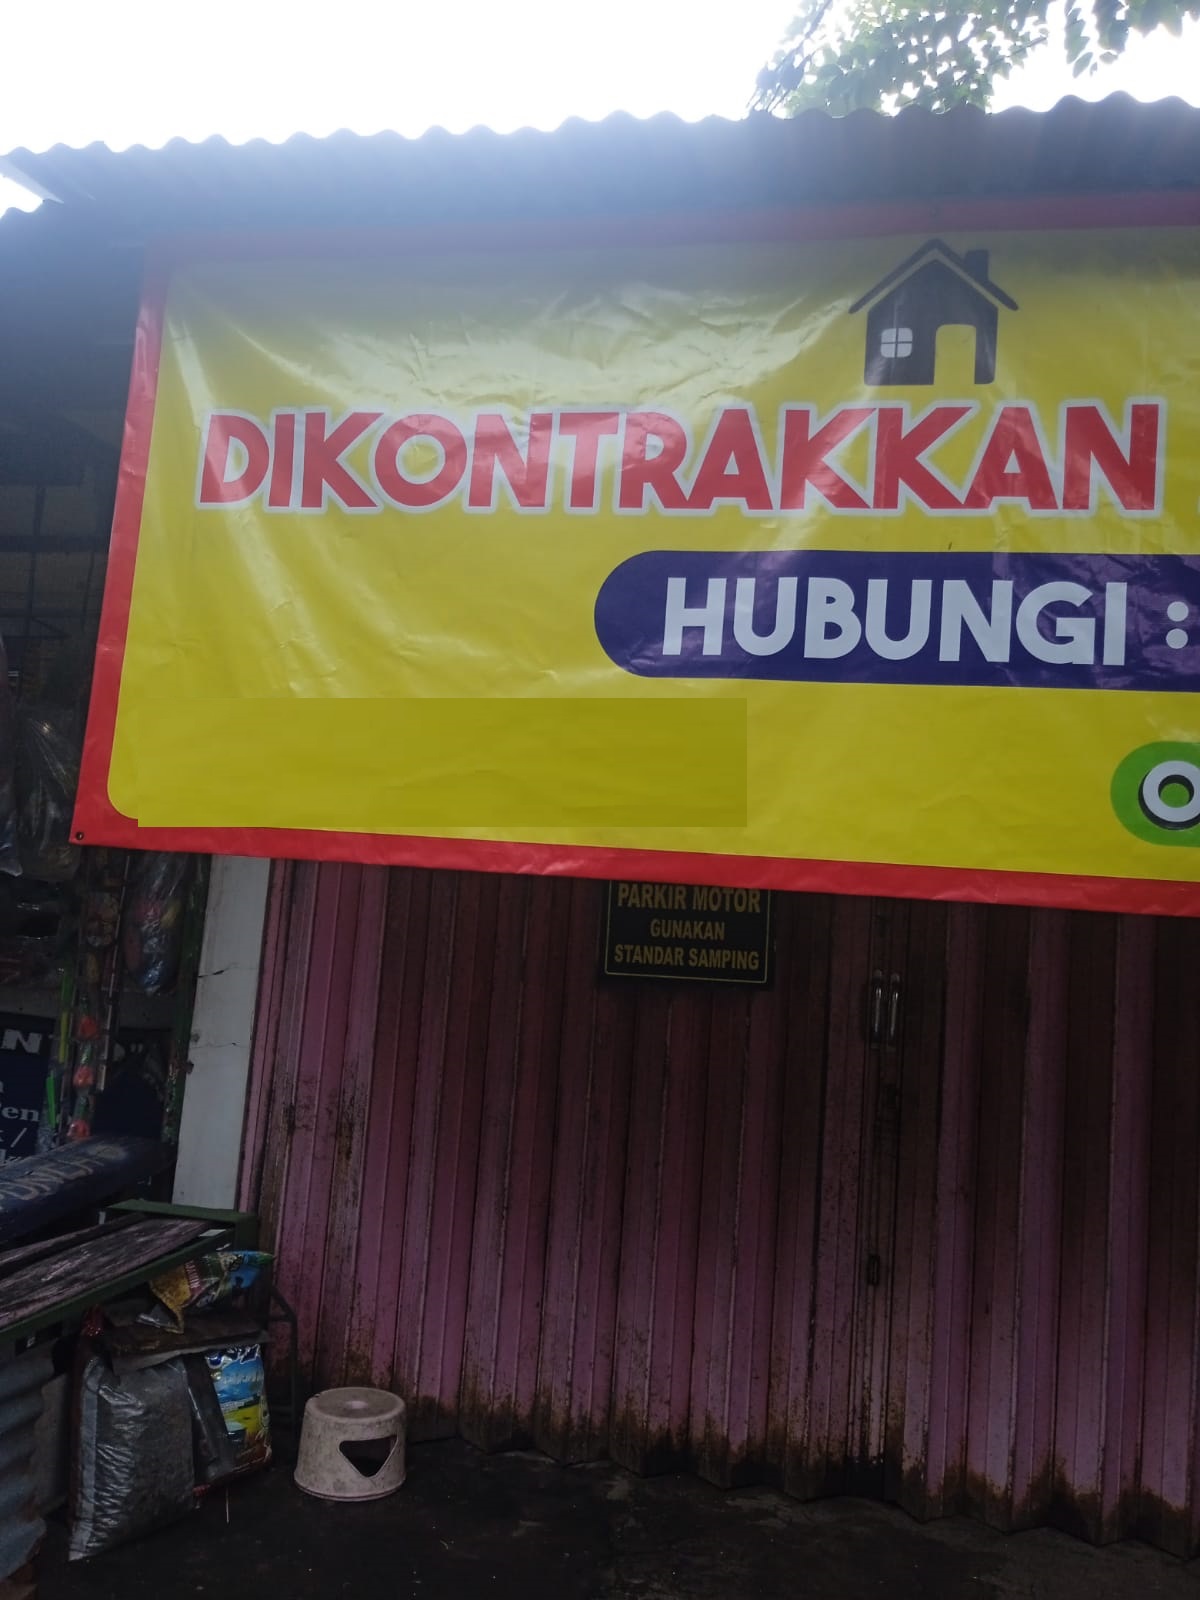 DIKONTRAKKAN
HUBUNGI :
PARKIR MOTOR
GUNAKAN
STANDAR SAMPING